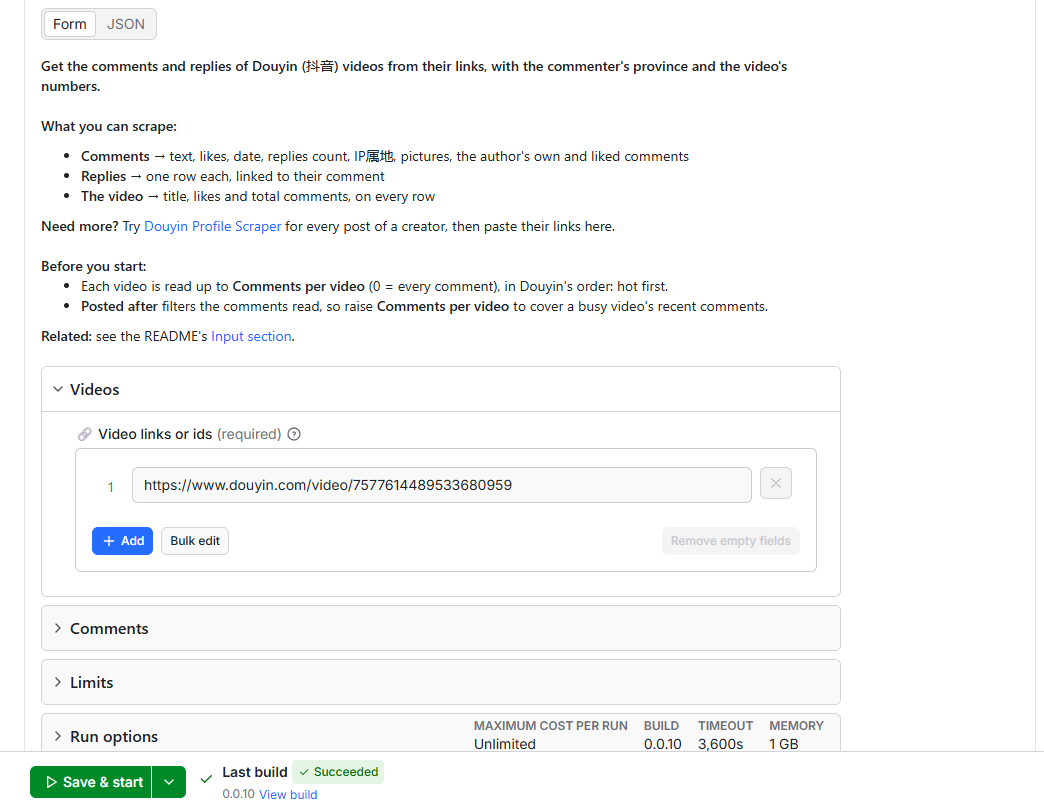 Form JSON
Get the comments and replies of Douyin (抖音) videos from their links, with the commenter's province and the video's
numbers.
What you can scrape:
Comments → text, likes, date, replies count, IP属地, pictures, the author's own and liked comments
Replies → one row each, linked to their comment
The video → title, likes and total comments, on every row
Need more? Try Douyin Profile Scraper for every post of a creator, then paste their links here.
Before you start:
Each video is read up to Comments per video (0 = every comment), in Douyin's order: hot first.
Posted after filters the comments read, so raise Comments per video to cover a busy video's recent comments.
Related: see the README's Input section.
Videos
Video links or ids (required)
1 https://www.douyin.com/video/7577614489533680959
Add Bulk edit Remove empty fields
Comments
Limits
Run options
MAXIMUM COST PER RUN BUILD TIMEOUT MEMORY
Unlimited 0.0.10 3,600s 1 GB
Save & start
Last build Succeeded
0.0.10 View build